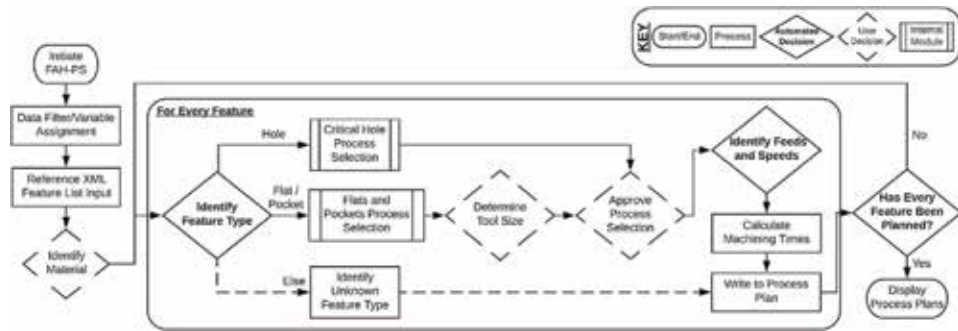 KEY
Start/End
Process
Automated
Decision
User
Decision
Internal
Module
Initiate
FAH-PS
Data Filter/Variable
Assignment
Reference XML
Feature List Input
Identify
Material
For Every Feature
Identify
Feature Type
Hole
Flat /
Pocket
Else
Critical Hole
Process
Selection
Flats and
Pockets Process
Selection
Identify
Unknown
Feature Type
Determine
Tool Size
Approve
Process
Selection
Identify Feeds
and Speeds
Calculate
Machining Times
Write to Process
Plan
No
Has Every
Feature Been
Planned?
Yes
Display
Process Plans